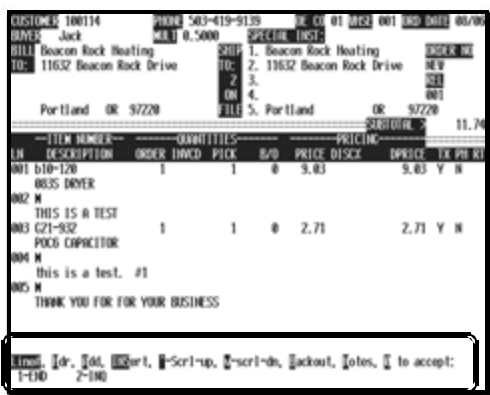 CUSTOMER 100114 PHONE 503-419-9139 DE CO 01 WHSE 001 ORD DATE 08/06
BUYER Jack MULT 0.5000 SPECIAL INST:
BILL Beacon Rock Heating SHIP 1. Beacon Rock Heating ORDER NO
TO: 11632 Beacon Rock Drive TO: 2. 11632 Beacon Rock Drive NEW
2 3. REL
ON 4. 001
Portland OR 97220 FILE 5. Portland OR 97220
SUBTOTAL > 11.74
ITEM NUMBER QUANTITIES PRICING
LN DESCRIPTION ORDER INVCD PICK B/O PRICE DISC% DPRICE TX PH RT
001 b10-120 1 1 0 9.03 9.03 Y N
083S DRYER
002 M
THIS IS A TEST
003 G21-932 1 1 0 2.71 2.71 Y N
POC6 CAPACITOR
004 M
this is a test. #1
005 M
THANK YOU FOR FOR YOUR BUSINESS
Line#, Hdr, Add, INSert, -Scrl-up, -scrl-dn, Backout, Notes, to accept:
1-END 2-INQ